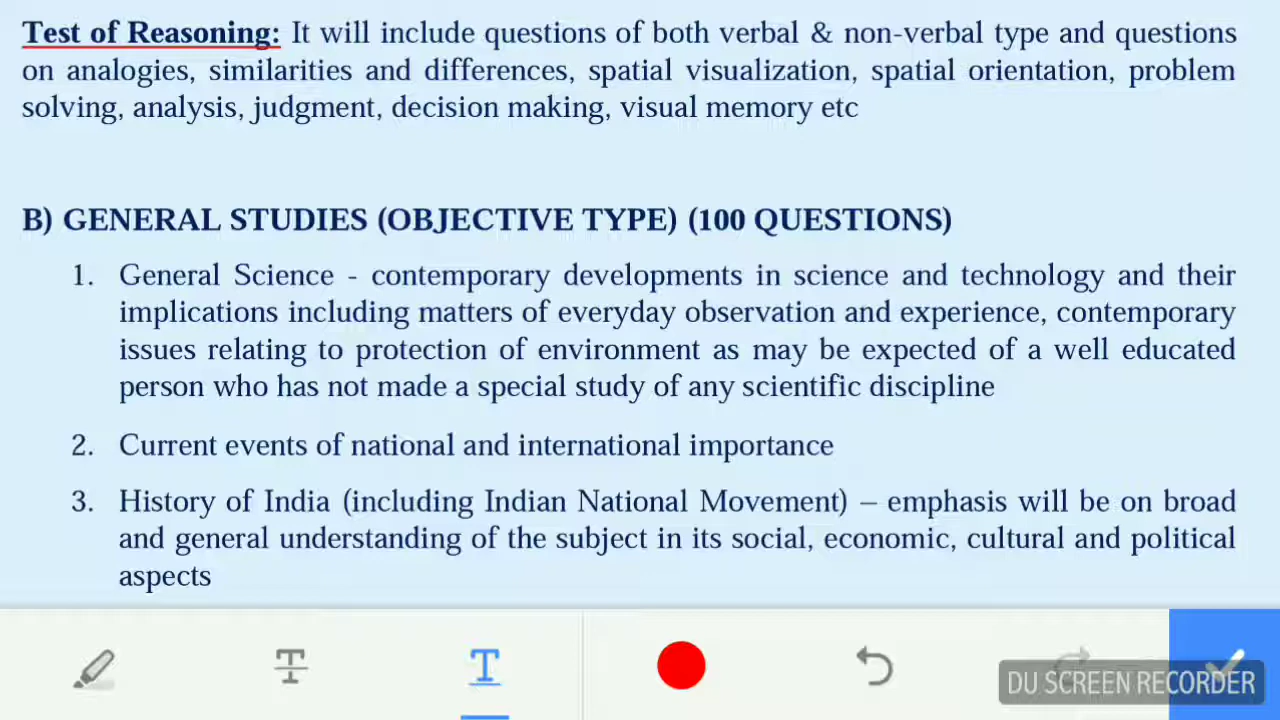 Test of Reasoning: It will include questions of both verbal & non-verbal type and questions
on analogies, similarities and differences, spatial visualization, spatial orientation, problem
solving, analysis, judgment, decision making, visual memory etc
B) GENERAL STUDIES (OBJECTIVE TYPE) (100 QUESTIONS)
1. General Science - contemporary developments in science and technology and their
implications including matters of everyday observation and experience, contemporary
issues relating to protection of environment as may be expected of a well educated
person who has not made a special study of any scientific discipline
2. Current events of national and international importance
3. History of India (including Indian National Movement) – emphasis will be on broad
and general understanding of the subject in its social, economic, cultural and political
aspects
T T
DU SCREEN RECORDER